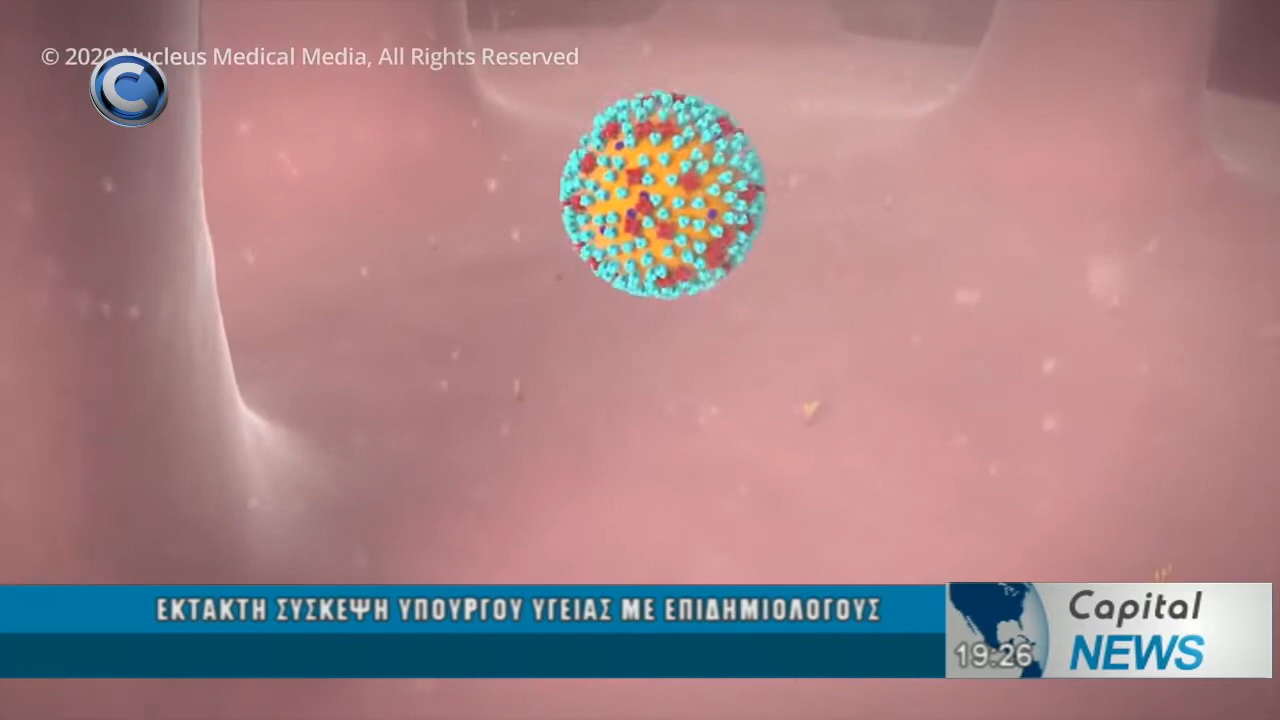 © 2020 Nucleus Medical Media, All Rights Reserved
C
ΕΚΤΑΚΤΗ ΣΥΣΚΕΨΗ ΥΠΟΥΡΓΟΥ ΥΓΕΙΑΣ ΜΕ ΕΠΙΔΗΜΙΟΛΟΓΟΥΣ
Capital
NEWS
19:26